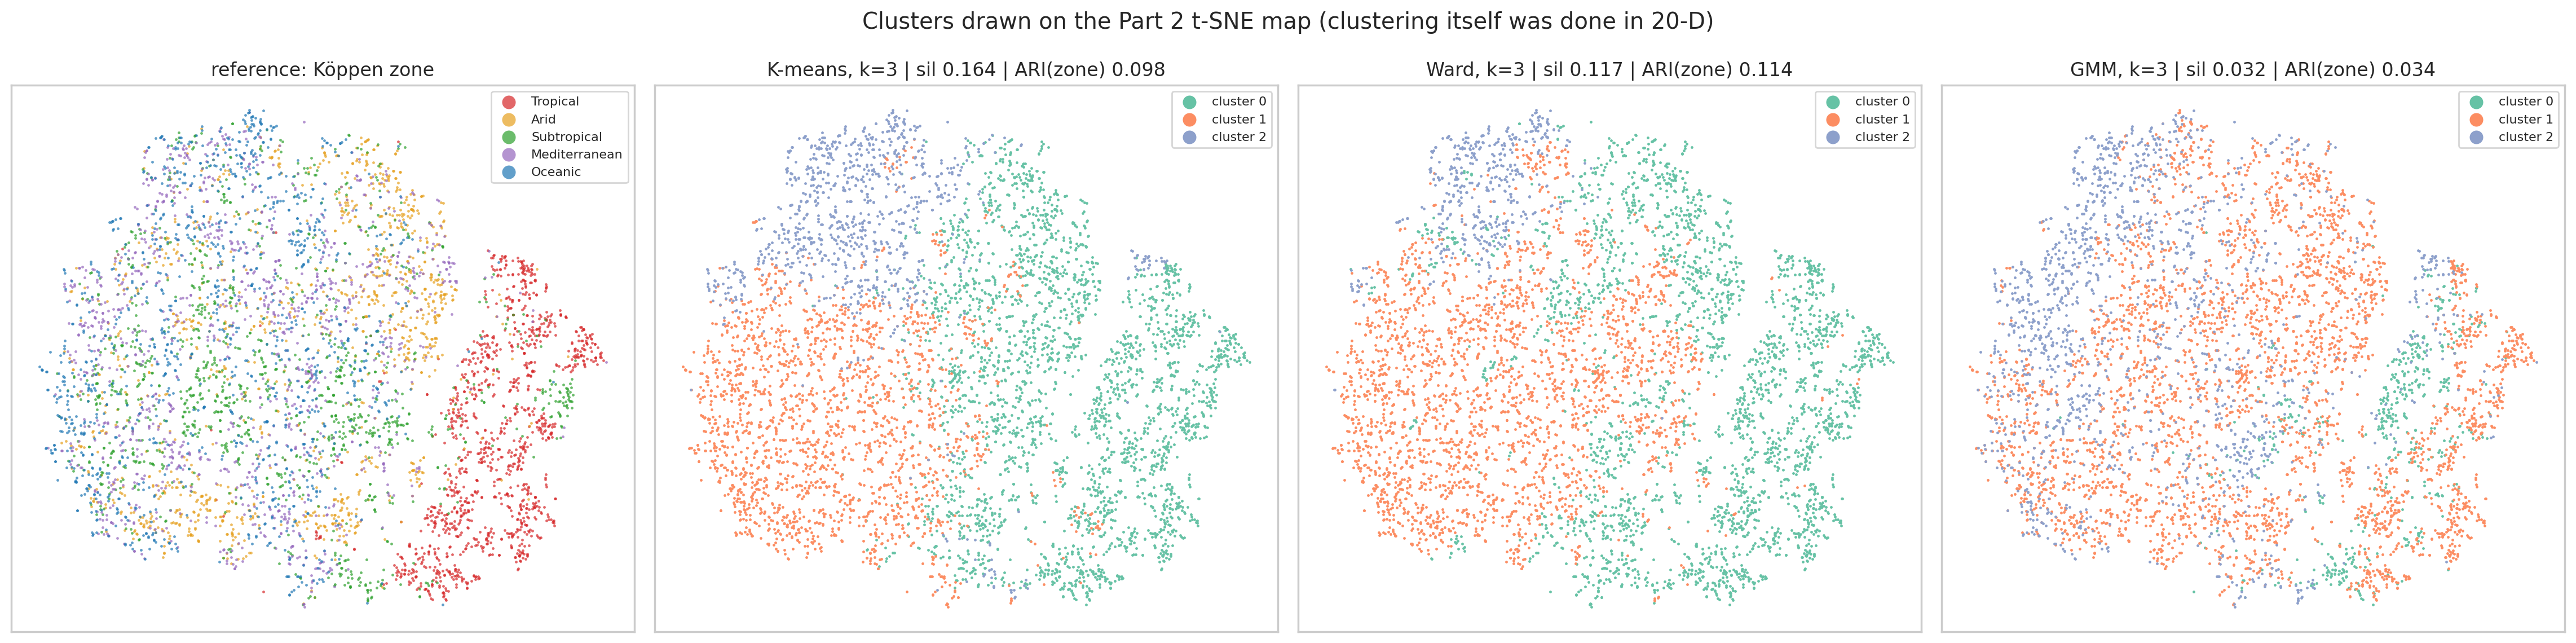 Clusters drawn on the Part 2 t-SNE map (clustering itself was done in 20-D)
reference: Köppen zone
Tropical
Arid
Subtropical
Mediterranean
Oceanic
K-means, k=3 | sil 0.164 | ARI(zone) 0.098
cluster 0
cluster 1
cluster 2
Ward, k=3 | sil 0.117 | ARI(zone) 0.114
cluster 0
cluster 1
cluster 2
GMM, k=3 | sil 0.032 | ARI(zone) 0.034
cluster 0
cluster 1
cluster 2